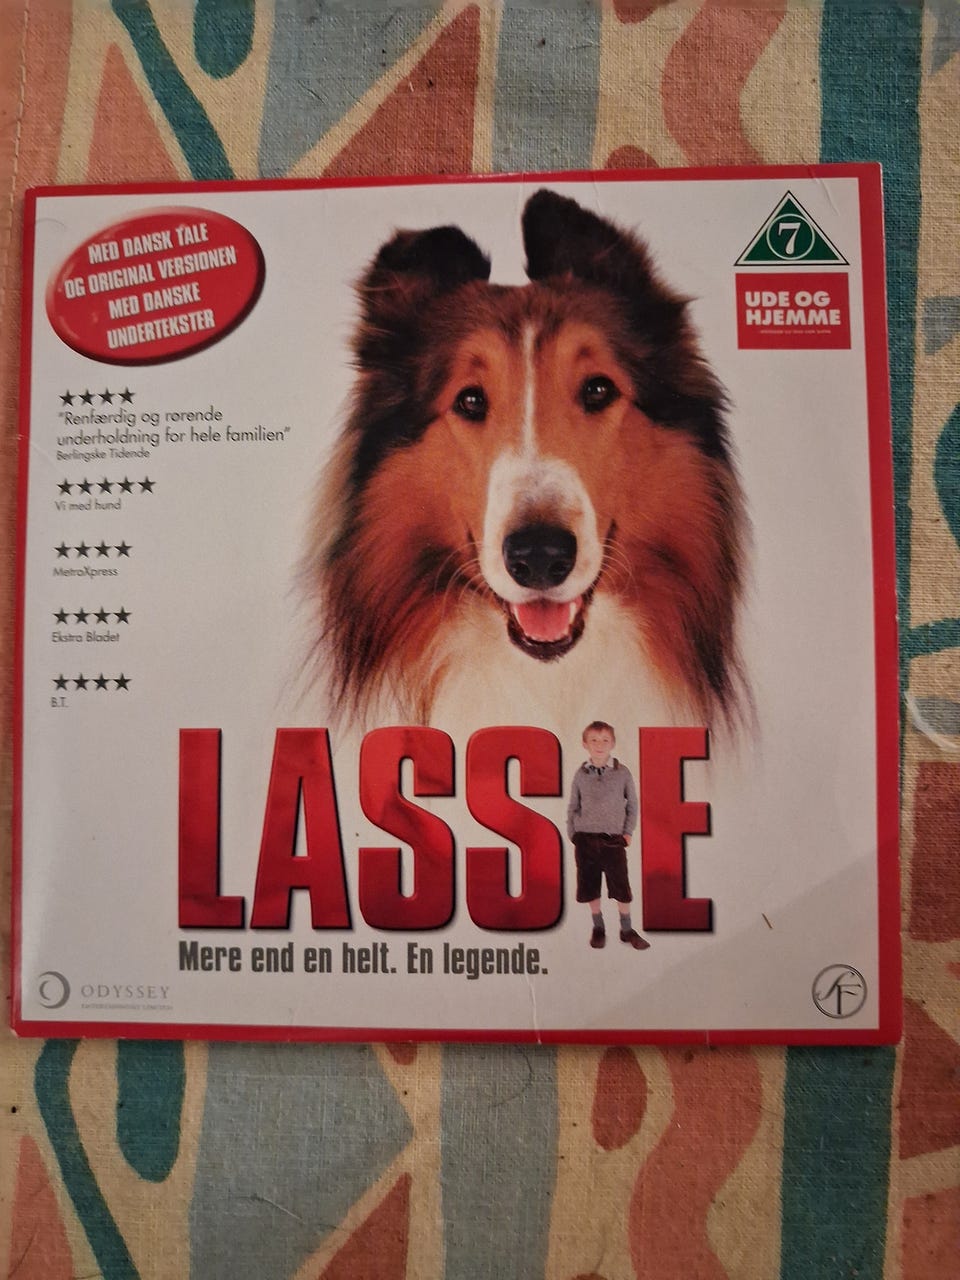 MED DANSK TALE
OG ORIGINAL VERSIONEN
MED DANSKE
UNDERTEKSTER
7
UDE OG
HJEMME
★★★★
"Renfærdig og rørende
underholdning for hele familien"
Berlingske Tidende
★★★★★
Vi med hund
★★★★
MetroXpress
★★★★
Ekstra Bladet
★★★★
B.T.
LASSIE
Mere end en helt. En legende.
ODYSSEY
SF